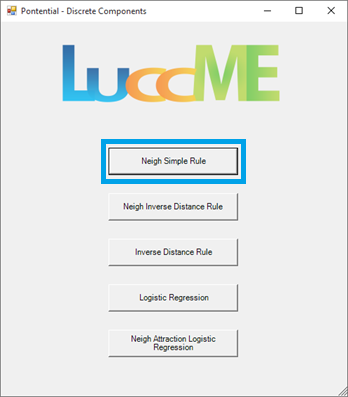 Pontential - Discrete Components
LuccME
Neigh Simple Rule
Neigh Inverse Distance Rule
Inverse Distance Rule
Logistic Regression
Neigh Attraction Logistic
Regression